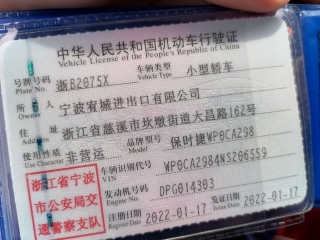 中华人民共和国机动车行驶证
Vehicle License of the People's Republic of China
号牌号码 浙B2075X 车辆类型 小型轿车
Plate No. Vehicle Type
所有人 宁波宥城进出口有限公司
Owner
住址 浙江省慈溪市坎墩街道大昌路162号
Address
使用性质 非营运 品牌型号 保时捷WP0CA298
Use Character Model
车辆识别代号 WP0CA2984NS206559
VIN
发动机号码 DPG014303
Engine No.
注册日期 2022-01-17 发证日期 2022-01-17
Register Date Issue Date
浙江省宁波
市公安局交
通警察支队